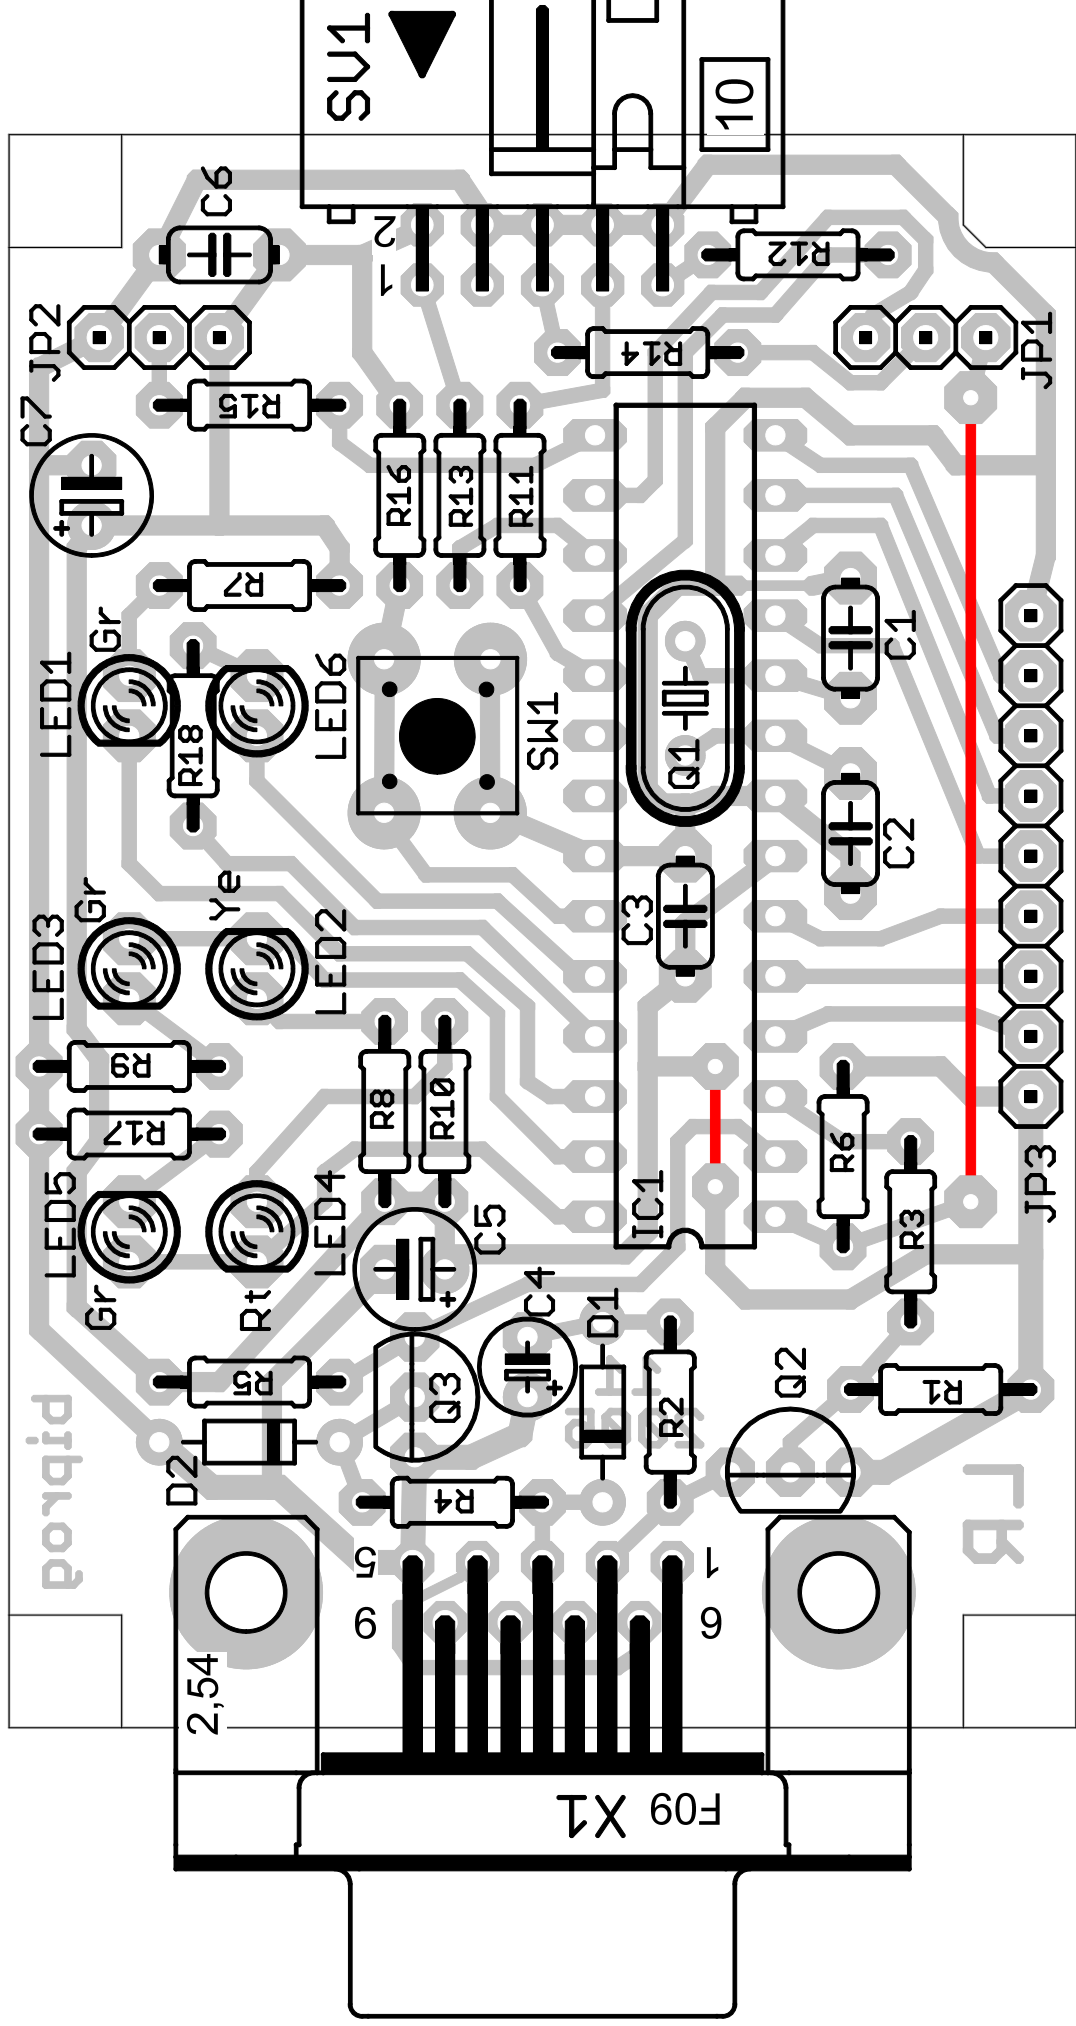 SV1
10
C6
2
1
R12
JP2
R14
JP1
C7
R15
+
R16
R13
R11
R7
Gr
LED1
R18
LED6
SW1
Q1
C1
C2
Gr
Ye
LED3
LED2
C3
R9
R8
R10
R17
R6
IC1
R3
JP3
LED5
LED4
C5
+
Gr
Rt
C4
+
D1
R5
Q3
R2
Q2
R1
D2
R4
blprog
LR
5
1
9
6
2,54
X1
F09